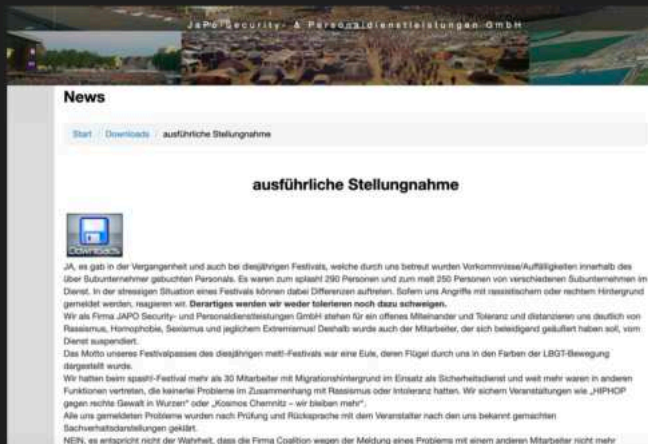 JaPo-Security- & Personaldienstleistungen GmbH
News
Start / Downloads / ausführliche Stellungnahme
ausführliche Stellungnahme
Downloads
JA, es gab in der Vergangenheit und auch bei diesjährigen Festivals, welche durch uns betreut wurden Vorkommnisse/Auffälligkeiten innerhalb des
über Subunternehmer gebuchten Personals. Es waren zum splash! 290 Personen und zum melt 250 Personen von verschiedenen Subunternehmen im
Dienst. In der stressigen Situation eines Festivals können dabei Differenzen auftreten. Sofern uns Angriffe mit rassistischem oder rechtem Hintergrund
gemeldet werden, reagieren wir. Derartiges werden wir weder tolerieren noch dazu schweigen.
Wir als Firma JAPO Security- und Personaldienstleistungen GmbH stehen für ein offenes Miteinander und Toleranz und distanzieren uns deutlich von
Rassismus, Homophobie, Sexismus und jeglichem Extremismus! Deshalb wurde auch der Mitarbeiter, der sich beleidigend geäußert haben soll, vom
Dienst suspendiert.
Das Motto unseres Festivalpasses des diesjährigen melt!-Festivals war eine Eule, deren Flügel durch uns in den Farben der LBGT-Bewegung
dargestellt wurde.
Wir hatten beim spash!-Festival mehr als 30 Mitarbeiter mit Migrationshintergrund im Einsatz als Sicherheitsdienst und weit mehr waren in anderen
Funktionen vertreten, die keinerlei Probleme im Zusammenhang mit Rassismus oder Intoleranz hatten. Wir sichern Veranstaltungen wie „HIPHOP
gegen rechte Gewalt in Wurzen" oder „Kosmos Chemnitz – wir bleiben mehr".
Alle uns gemeldeten Probleme wurden nach Prüfung und Rücksprache mit dem Veranstalter nach den uns bekannt gemachten
Sachverhaltsdarstellungen geklärt.
NEIN, es entspricht nicht der Wahrheit, dass die Firma Coalition wegen der Meldung eines Problems mit einem anderen Mitarbeiter nicht mehr